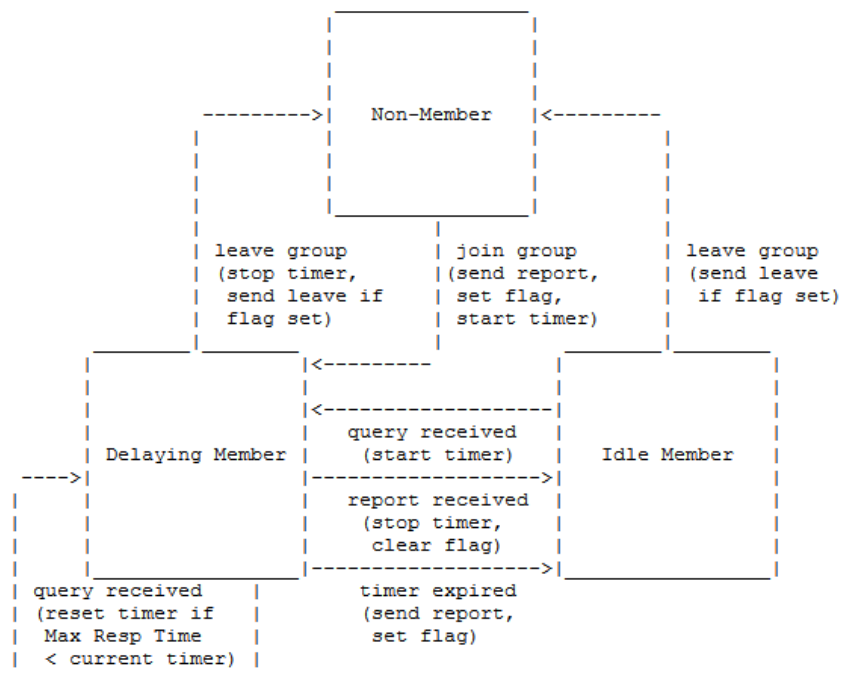 Non-Member
leave group
(stop timer,
send leave if
flag set)
join group
(send report,
set flag,
start timer)
leave group
(send leave
if flag set)
query received
(start timer)
Delaying Member
Idle Member
report received
(stop timer,
clear flag)
query received
(reset timer if
Max Resp Time
< current timer)
timer expired
(send report,
set flag)